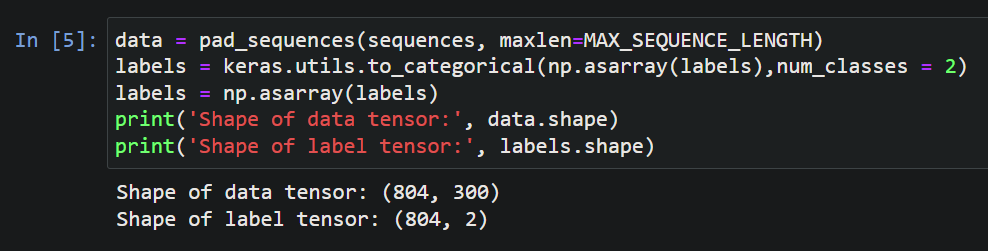 In [5]: data = pad_sequences(sequences, maxlen=MAX_SEQUENCE_LENGTH)
labels = keras.utils.to_categorical(np.asarray(labels),num_classes = 2)
labels = np.asarray(labels)
print('Shape of data tensor:', data.shape)
print('Shape of label tensor:', labels.shape)
Shape of data tensor: (804, 300)
Shape of label tensor: (804, 2)